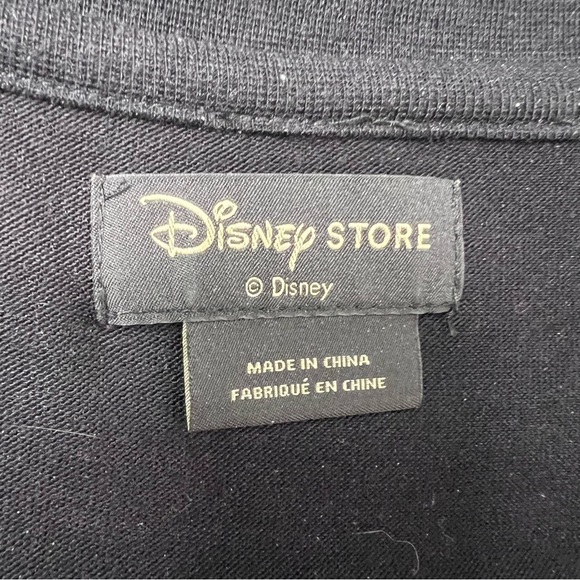 Disney STORE
© Disney
MADE IN CHINA
FABRIQUÉ EN CHINE